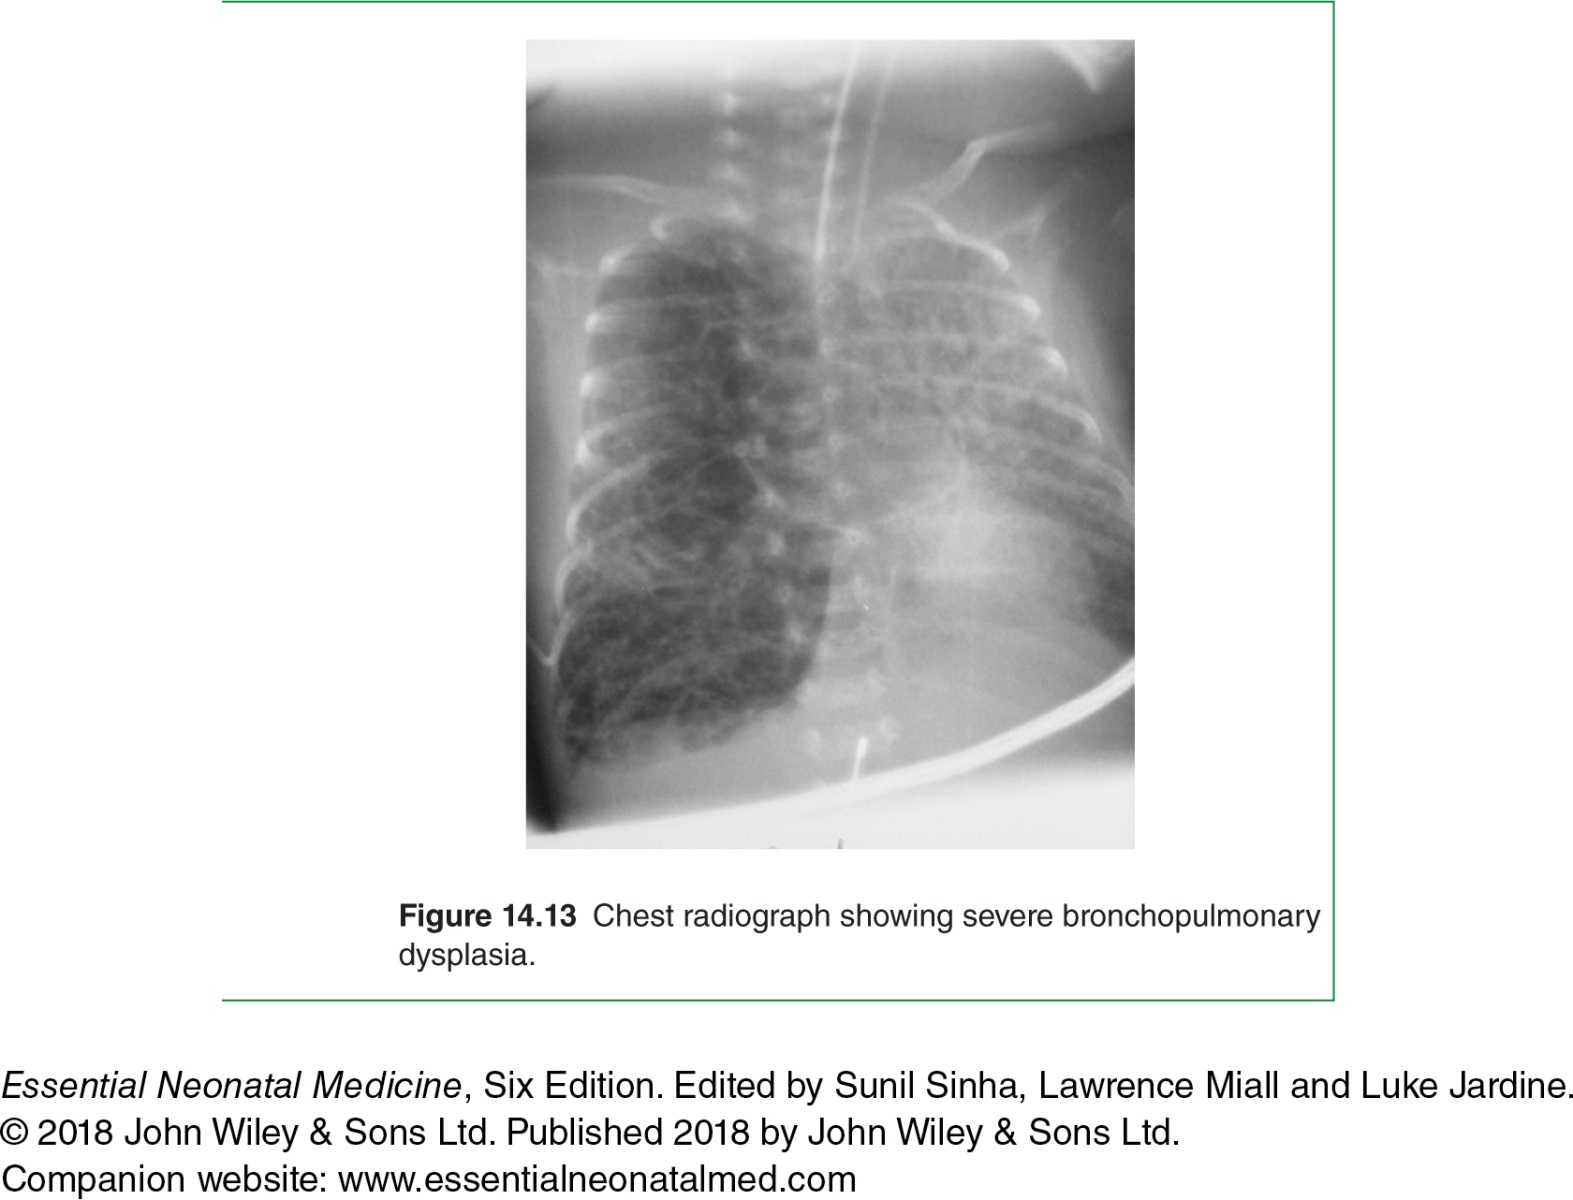 Figure 14.13 Chest radiograph showing severe bronchopulmonary
dysplasia.
Essential Neonatal Medicine, Six Edition. Edited by Sunil Sinha, Lawrence Miall and Luke Jardine.
© 2018 John Wiley & Sons Ltd. Published 2018 by John Wiley & Sons Ltd.
Companion website: www.essentialneonatalmed.com